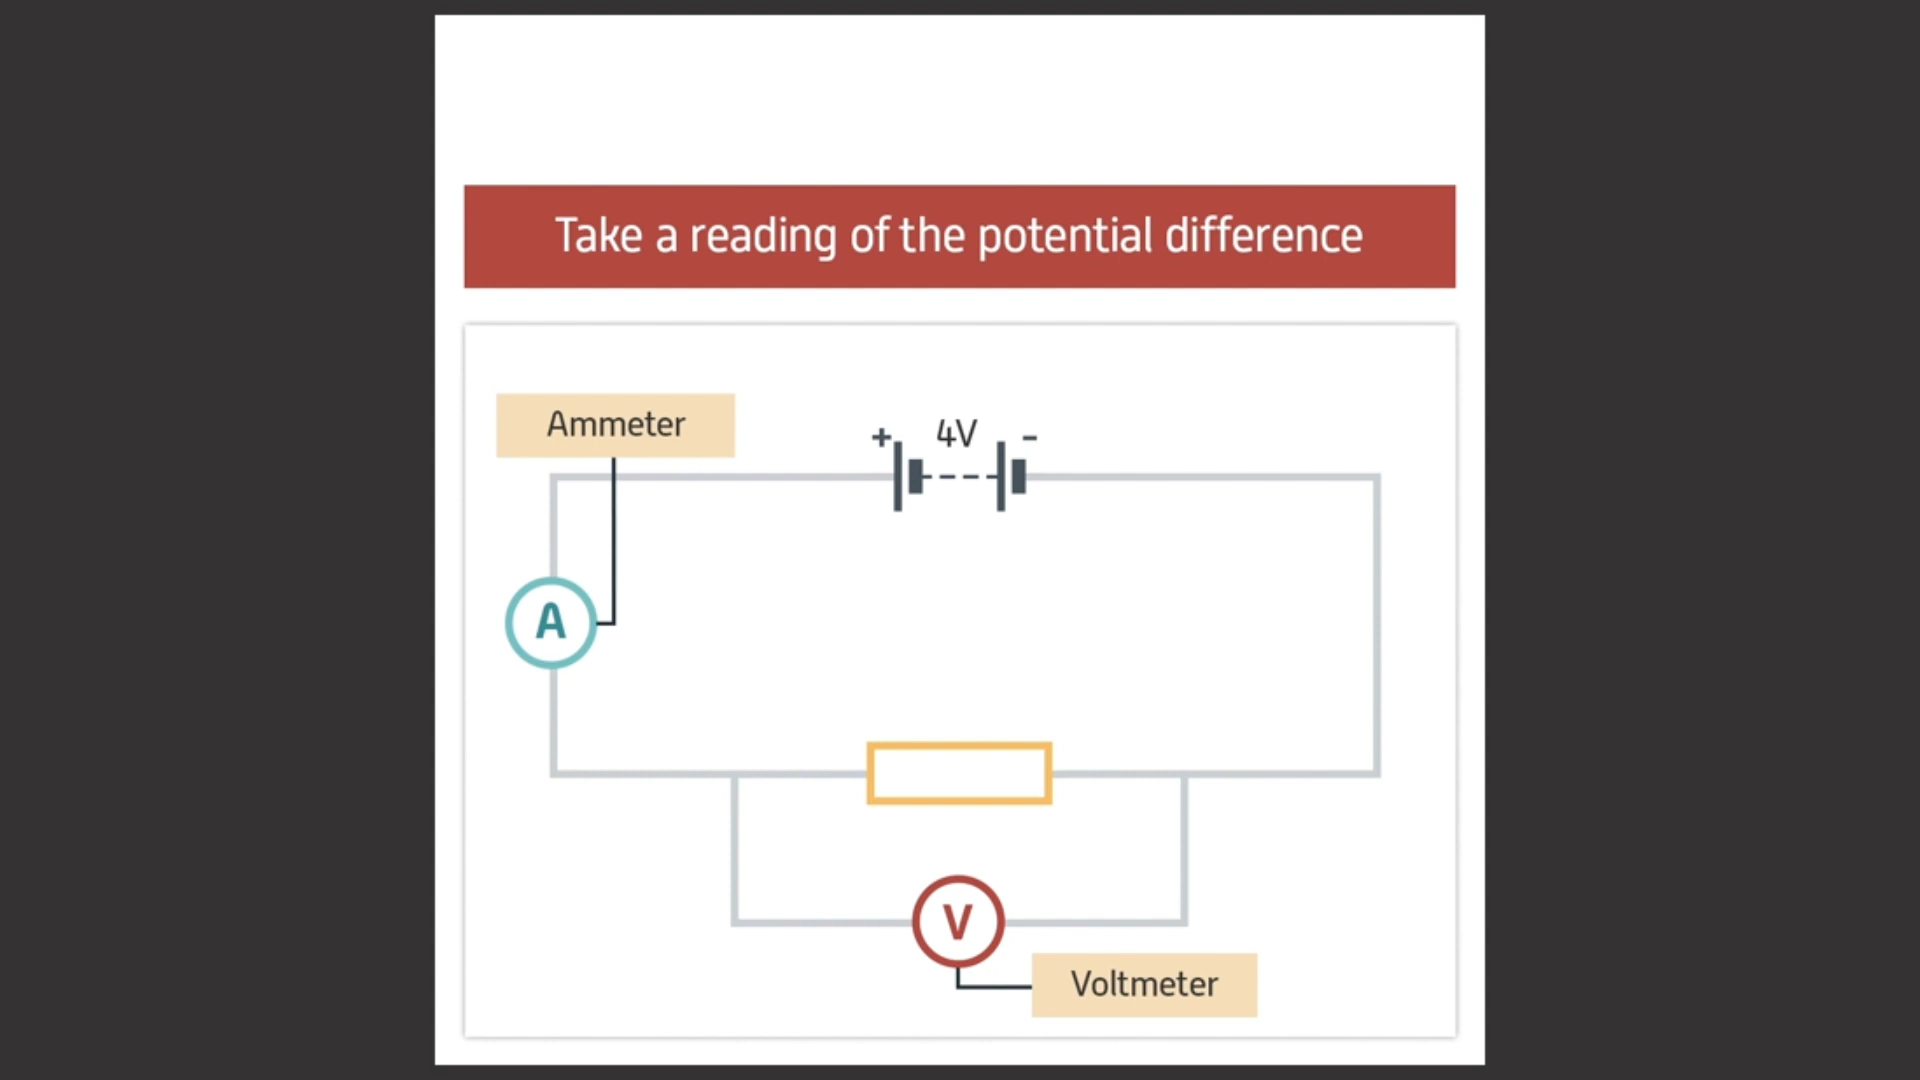 Take a reading of the potential difference
Ammeter
+ 4V -
A
V
Voltmeter